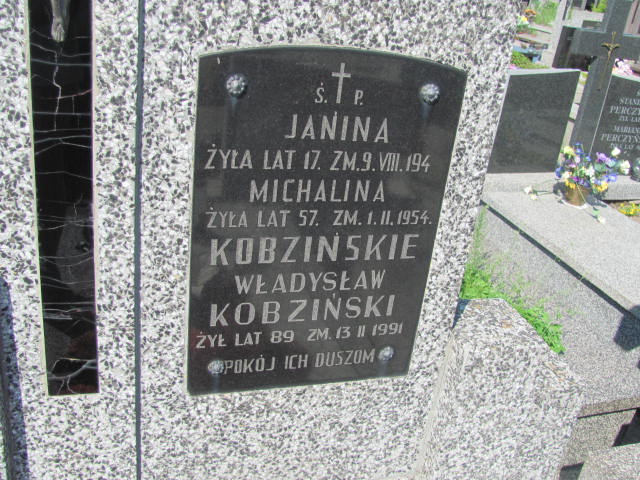 Ś. P.
JANINA
ŻYŁA LAT 17. ZM. 9. VIII. 194
MICHALINA
ŻYŁA LAT 57. ZM. 1. II. 1954.
KOBZIŃSKIE
WŁADYSŁAW
KOBZIŃSKI
ŻYŁ LAT 89 ZM. 13 II 1991
POKÓJ ICH DUSZOM